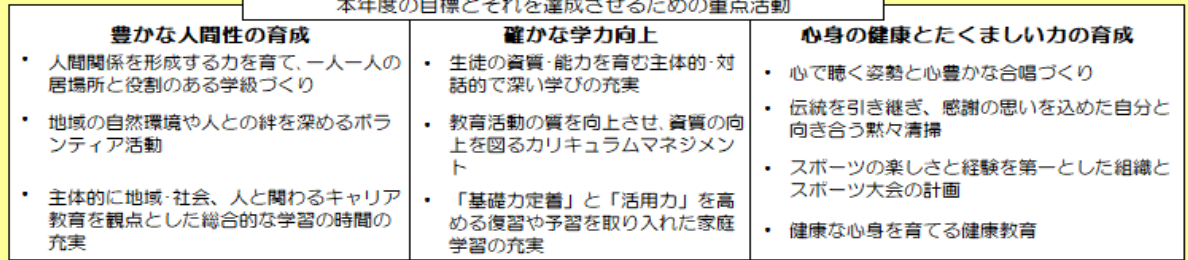 本年度の目標とそれを達成させるための重点活動
豊かな人間性の育成
・ 人間関係を形成する力を育て、一人一人の
居場所と役割のある学級づくり
・ 地域の自然環境や人との絆を深めるボラ
ンティア活動
・ 主体的に地域・社会、人と関わるキャリア
教育を観点とした総合的な学習の時間の
充実
確かな学力向上
・ 生徒の資質・能力を育む主体的・対
話的で深い学びの充実
・ 教育活動の質を向上させ、資質の向
上を図るカリキュラムマネジメン
ト
・ 「基礎力定着」と「活用力」を高
める復習や予習を取り入れた家庭
学習の充実
心身の健康とたくましい力の育成
・ 心で聴く姿勢と心豊かな合唱づくり
・ 伝統を引き継ぎ、感謝の思いを込めた自分と
向き合う黙々清掃
・ スポーツの楽しさと経験を第一とした組織と
スポーツ大会の計画
・ 健康な心身を育てる健康教育